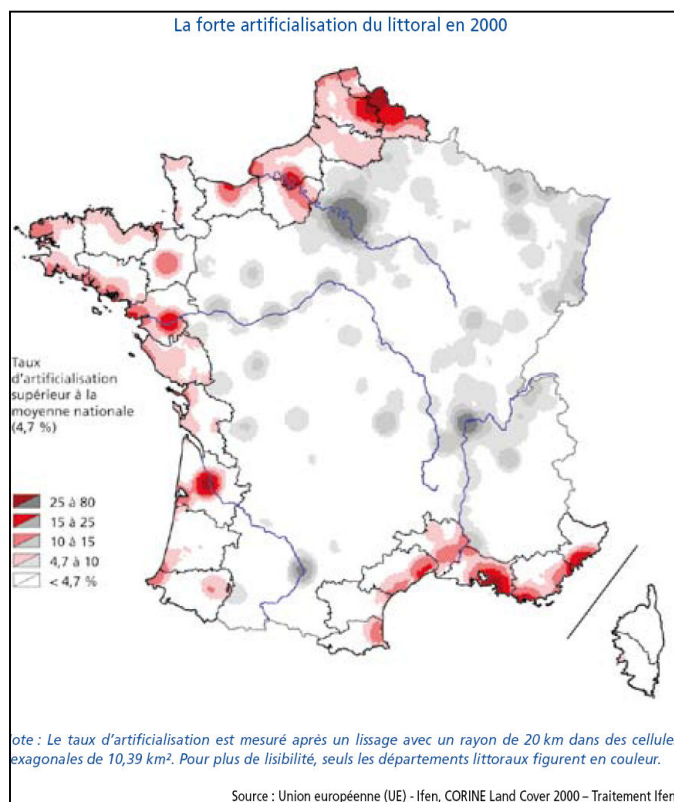 La forte artificialisation du littoral en 2000
Taux
d'artificialisation
supérieur à la
moyenne nationale
(4,7 %)
25 à 80
15 à 25
10 à 15
4,7 à 10
< 4,7 %
ote : Le taux d'artificialisation est mesuré après un lissage avec un rayon de 20 km dans des cellules
exagonales de 10,39 km². Pour plus de lisibilité, seuls les départements littoraux figurent en couleur.
Source : Union européenne (UE) - Ifen, CORINE Land Cover 2000 – Traitement Ifen